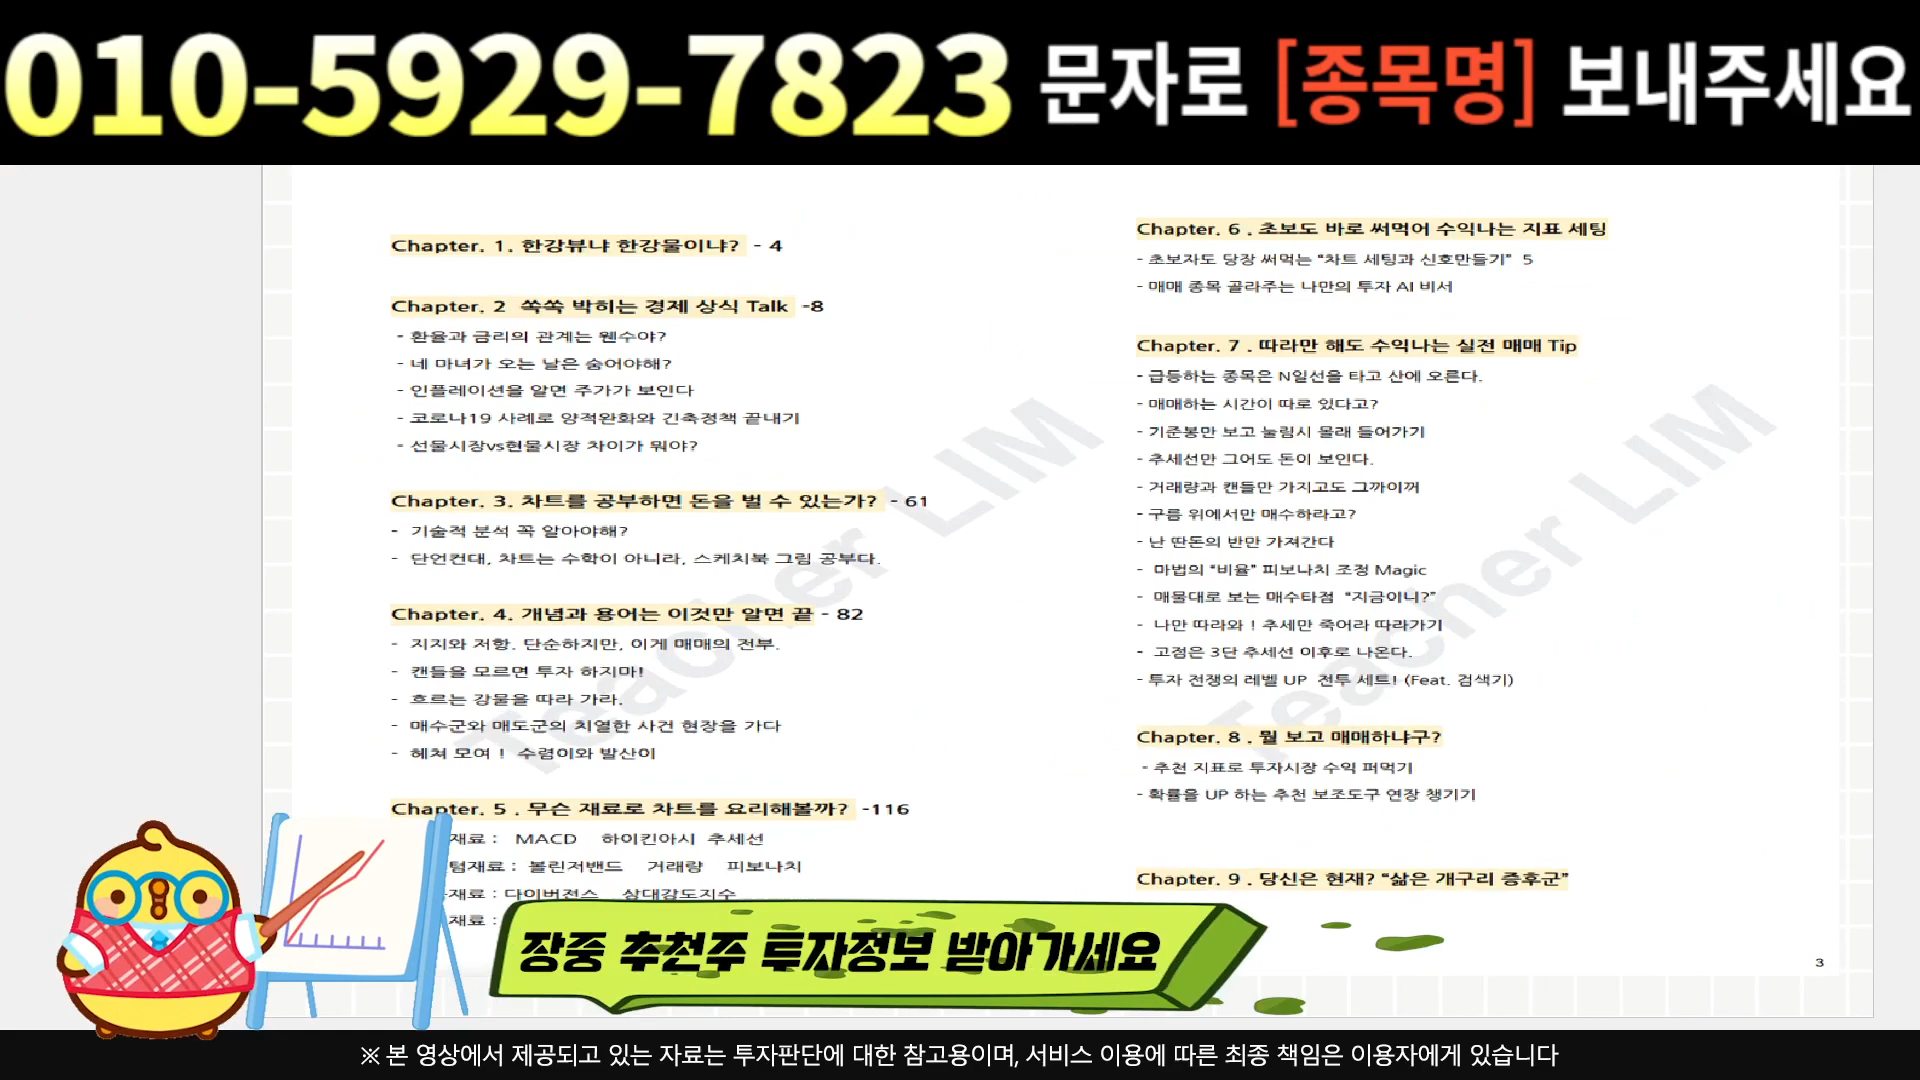 010-5929-7823 문자로 [종목명] 보내주세요
Chapter. 1. 한강뷰냐 한강물이냐? - 4
Chapter. 2 쏙쏙 박히는 경제 상식 Talk -8
- 환율과 금리의 관계는 웬수야?
- 네 마녀가 오는 날은 숨어야해?
- 인플레이션을 알면 주가가 보인다
- 코로나19 사례로 양적완화와 긴축정책 끝내기
- 선물시장vs현물시장 차이가 뭐야?
Chapter. 3. 차트를 공부하면 돈을 벌 수 있는가? - 61
- 기술적 분석 꼭 알아야해?
- 단언컨대, 차트는 수학이 아니라, 스케치북 그림 공부다.
Chapter. 4. 개념과 용어는 이것만 알면 끝 - 82
- 지지와 저항. 단순하지만, 이게 매매의 전부.
- 캔들을 모르면 투자 하지마!
- 흐르는 강물을 따라 가라.
- 매수군와 매도군의 치열한 사건 현장을 가다
- 헤쳐 모여 ! 수렴이와 발산이
Chapter. 5 . 무슨 재료로 차트를 요리해볼까? -116
재료 : MACD 하이킨아시 추세선
텀재료 : 볼린저밴드 거래량 피보나치
재료 : 다이버젼스 상대강도지수
재료 :
Chapter. 6 . 초보도 바로 써먹어 수익나는 지표 세팅
- 초보자도 당장 써먹는 “차트 세팅과 신호만들기” 5
- 매매 종목 골라주는 나만의 투자 AI 비서
Chapter. 7 . 따라만 해도 수익나는 실전 매매 Tip
- 급등하는 종목은 N일선을 타고 산에 오른다.
- 매매하는 시간이 따로 있다고?
- 기준봉만 보고 눌림시 몰래 들어가기
- 추세선만 그어도 돈이 보인다.
- 거래량과 캔들만 가지고도 그까이꺼
- 구름 위에서만 매수하라고?
- 난 딴돈의 반만 가져간다
- 마법의 “비율” 피보나치 조정 Magic
- 매물대로 보는 매수타점 “지금이니?”
- 나만 따라와 ! 추세만 죽어라 따라가기
- 고점은 3단 추세선 이후로 나온다.
- 투자 전쟁의 레벨 UP 전투 세트! (Feat. 검색기)
Chapter. 8 . 뭘 보고 매매하냐구?
- 추천 지표로 투자시장 수익 퍼먹기
- 확률을 UP 하는 추천 보조도구 연장 챙기기
Chapter. 9 . 당신은 현재? “삶은 개구리 증후군”
3
Teacher LIM
Teacher LIM
장중 추천주 투자정보 받아가세요
※ 본 영상에서 제공되고 있는 자료는 투자판단에 대한 참고용이며, 서비스 이용에 따른 최종 책임은 이용자에게 있습니다